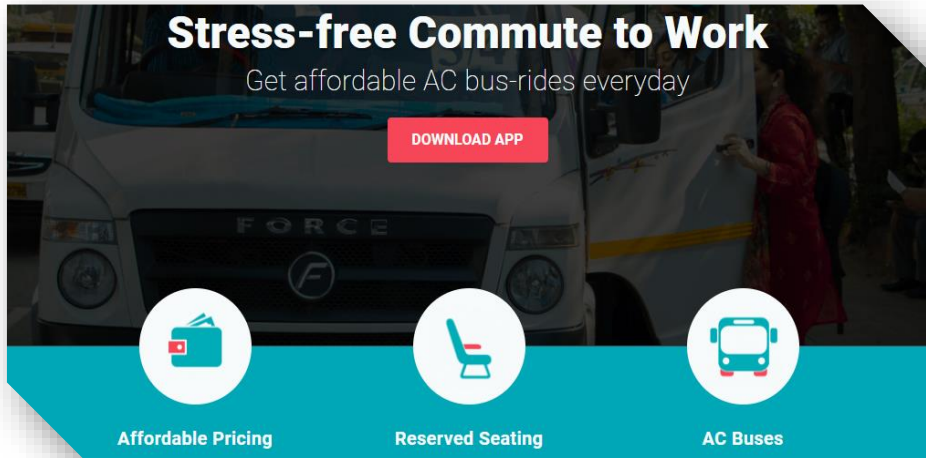 Stress-free Commute to Work
Get affordable AC bus-rides everyday
DOWNLOAD APP
FORCE
Affordable Pricing
Reserved Seating
AC Buses